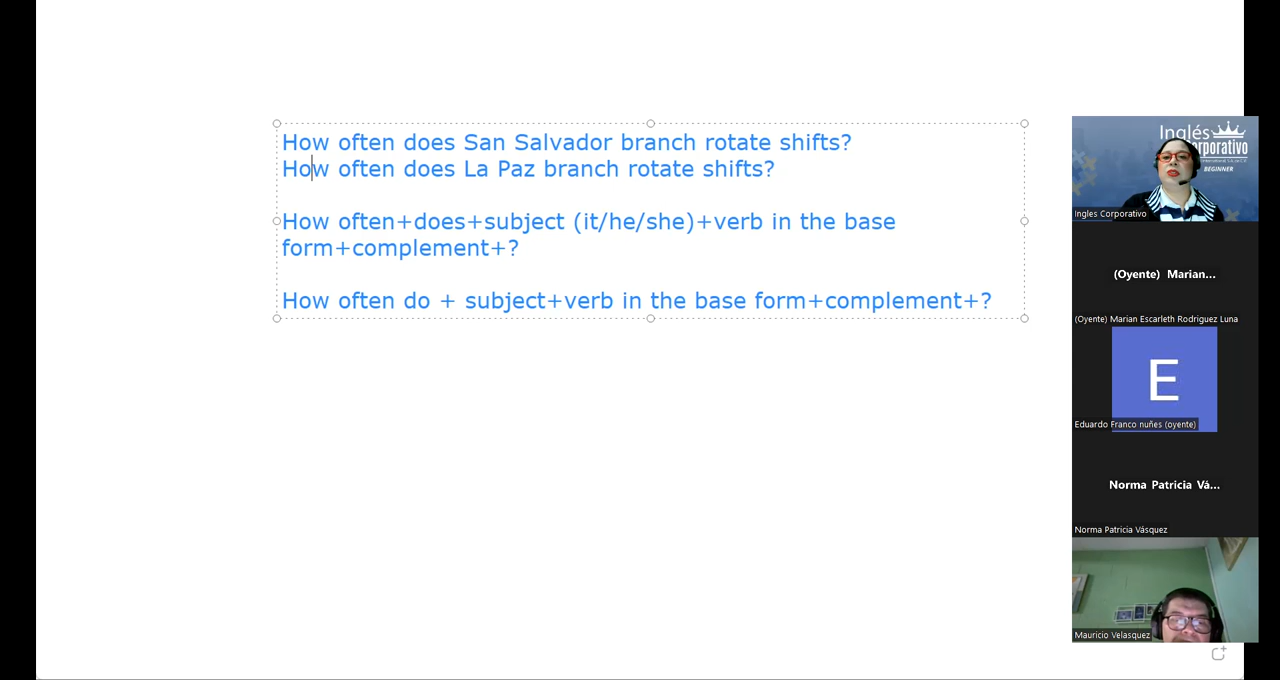 How often does San Salvador branch rotate shifts?
How often does La Paz branch rotate shifts?
How often+does+subject (it/he/she)+verb in the base
form+complement+?
How often do + subject+verb in the base form+complement+?
Inglés
Corporativo
BEGINNER
Ingles Corporativo
(Oyente) Marian...
(Oyente) Marian Escarleth Rodriguez Luna
E
Eduardo Franco nuñes (oyente)
Norma Patricia Vá...
Norma Patricia Vásquez
Mauricio Velasquez